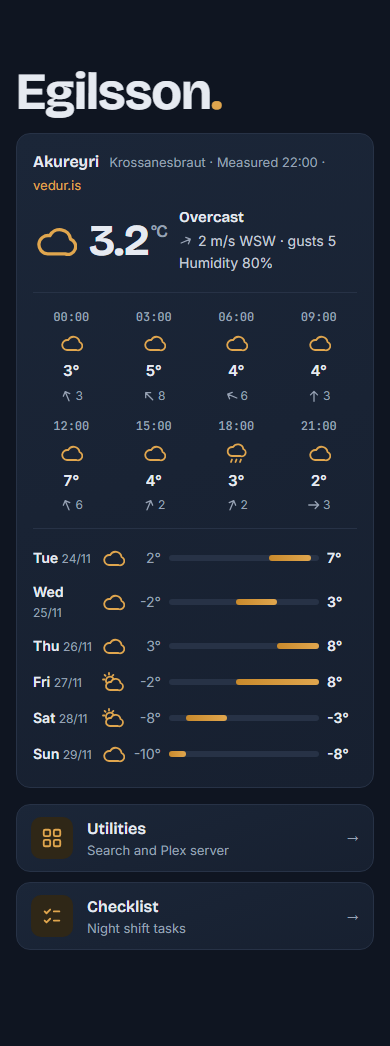 Egilsson.
Akureyri Krossanesbraut · Measured 22:00 ·
vedur.is
3.2°C
Overcast
2 m/s WSW · gusts 5
Humidity 80%
00:00 03:00 06:00 09:00
3° 5° 4° 4°
3 8 6 3
12:00 15:00 18:00 21:00
7° 4° 3° 2°
6 2 2 3
Tue 24/11 2° 7°
Wed
25/11 -2° 3°
Thu 26/11 3° 8°
Fri 27/11 -2° 8°
Sat 28/11 -8° -3°
Sun 29/11 -10° -8°
Utilities
Search and Plex server
→
Checklist
Night shift tasks
→